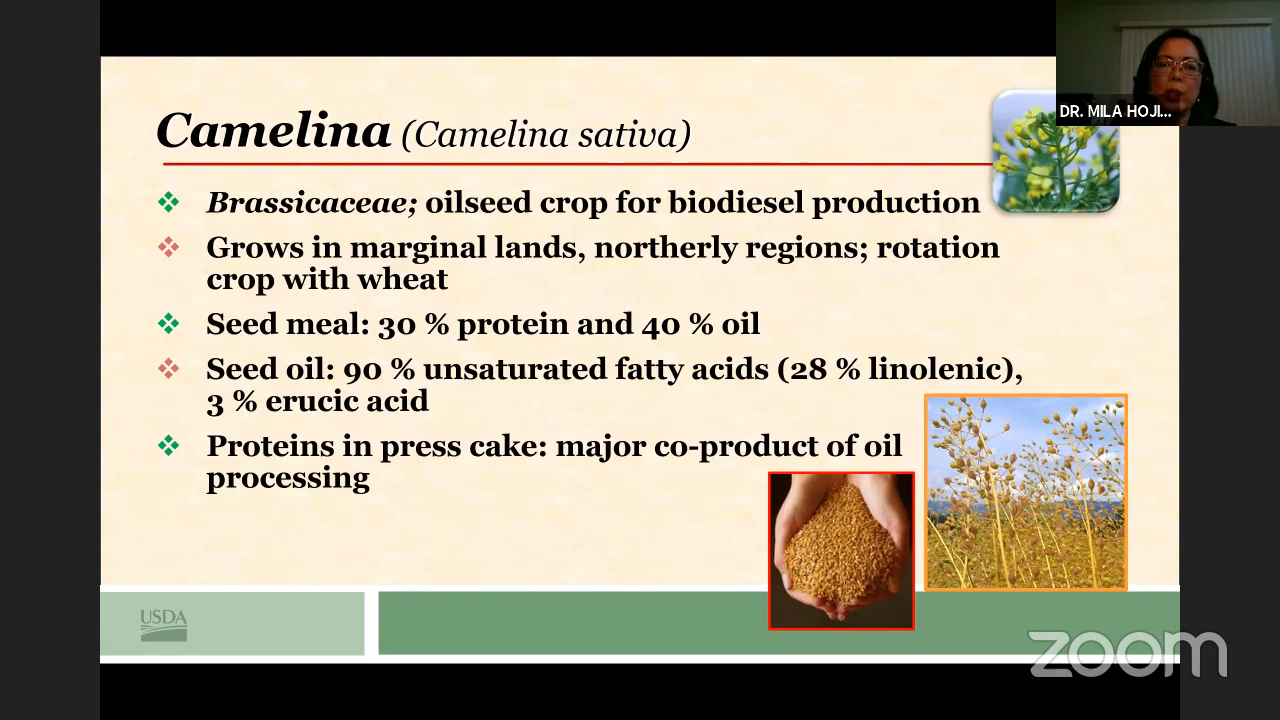 DR. MILA HOJI...
Camelina (Camelina sativa)
Brassicaceae; oilseed crop for biodiesel production
Grows in marginal lands, northerly regions; rotation
crop with wheat
Seed meal: 30 % protein and 40 % oil
Seed oil: 90 % unsaturated fatty acids (28 % linolenic),
3 % erucic acid
Proteins in press cake: major co-product of oil
processing
USDA
zoom